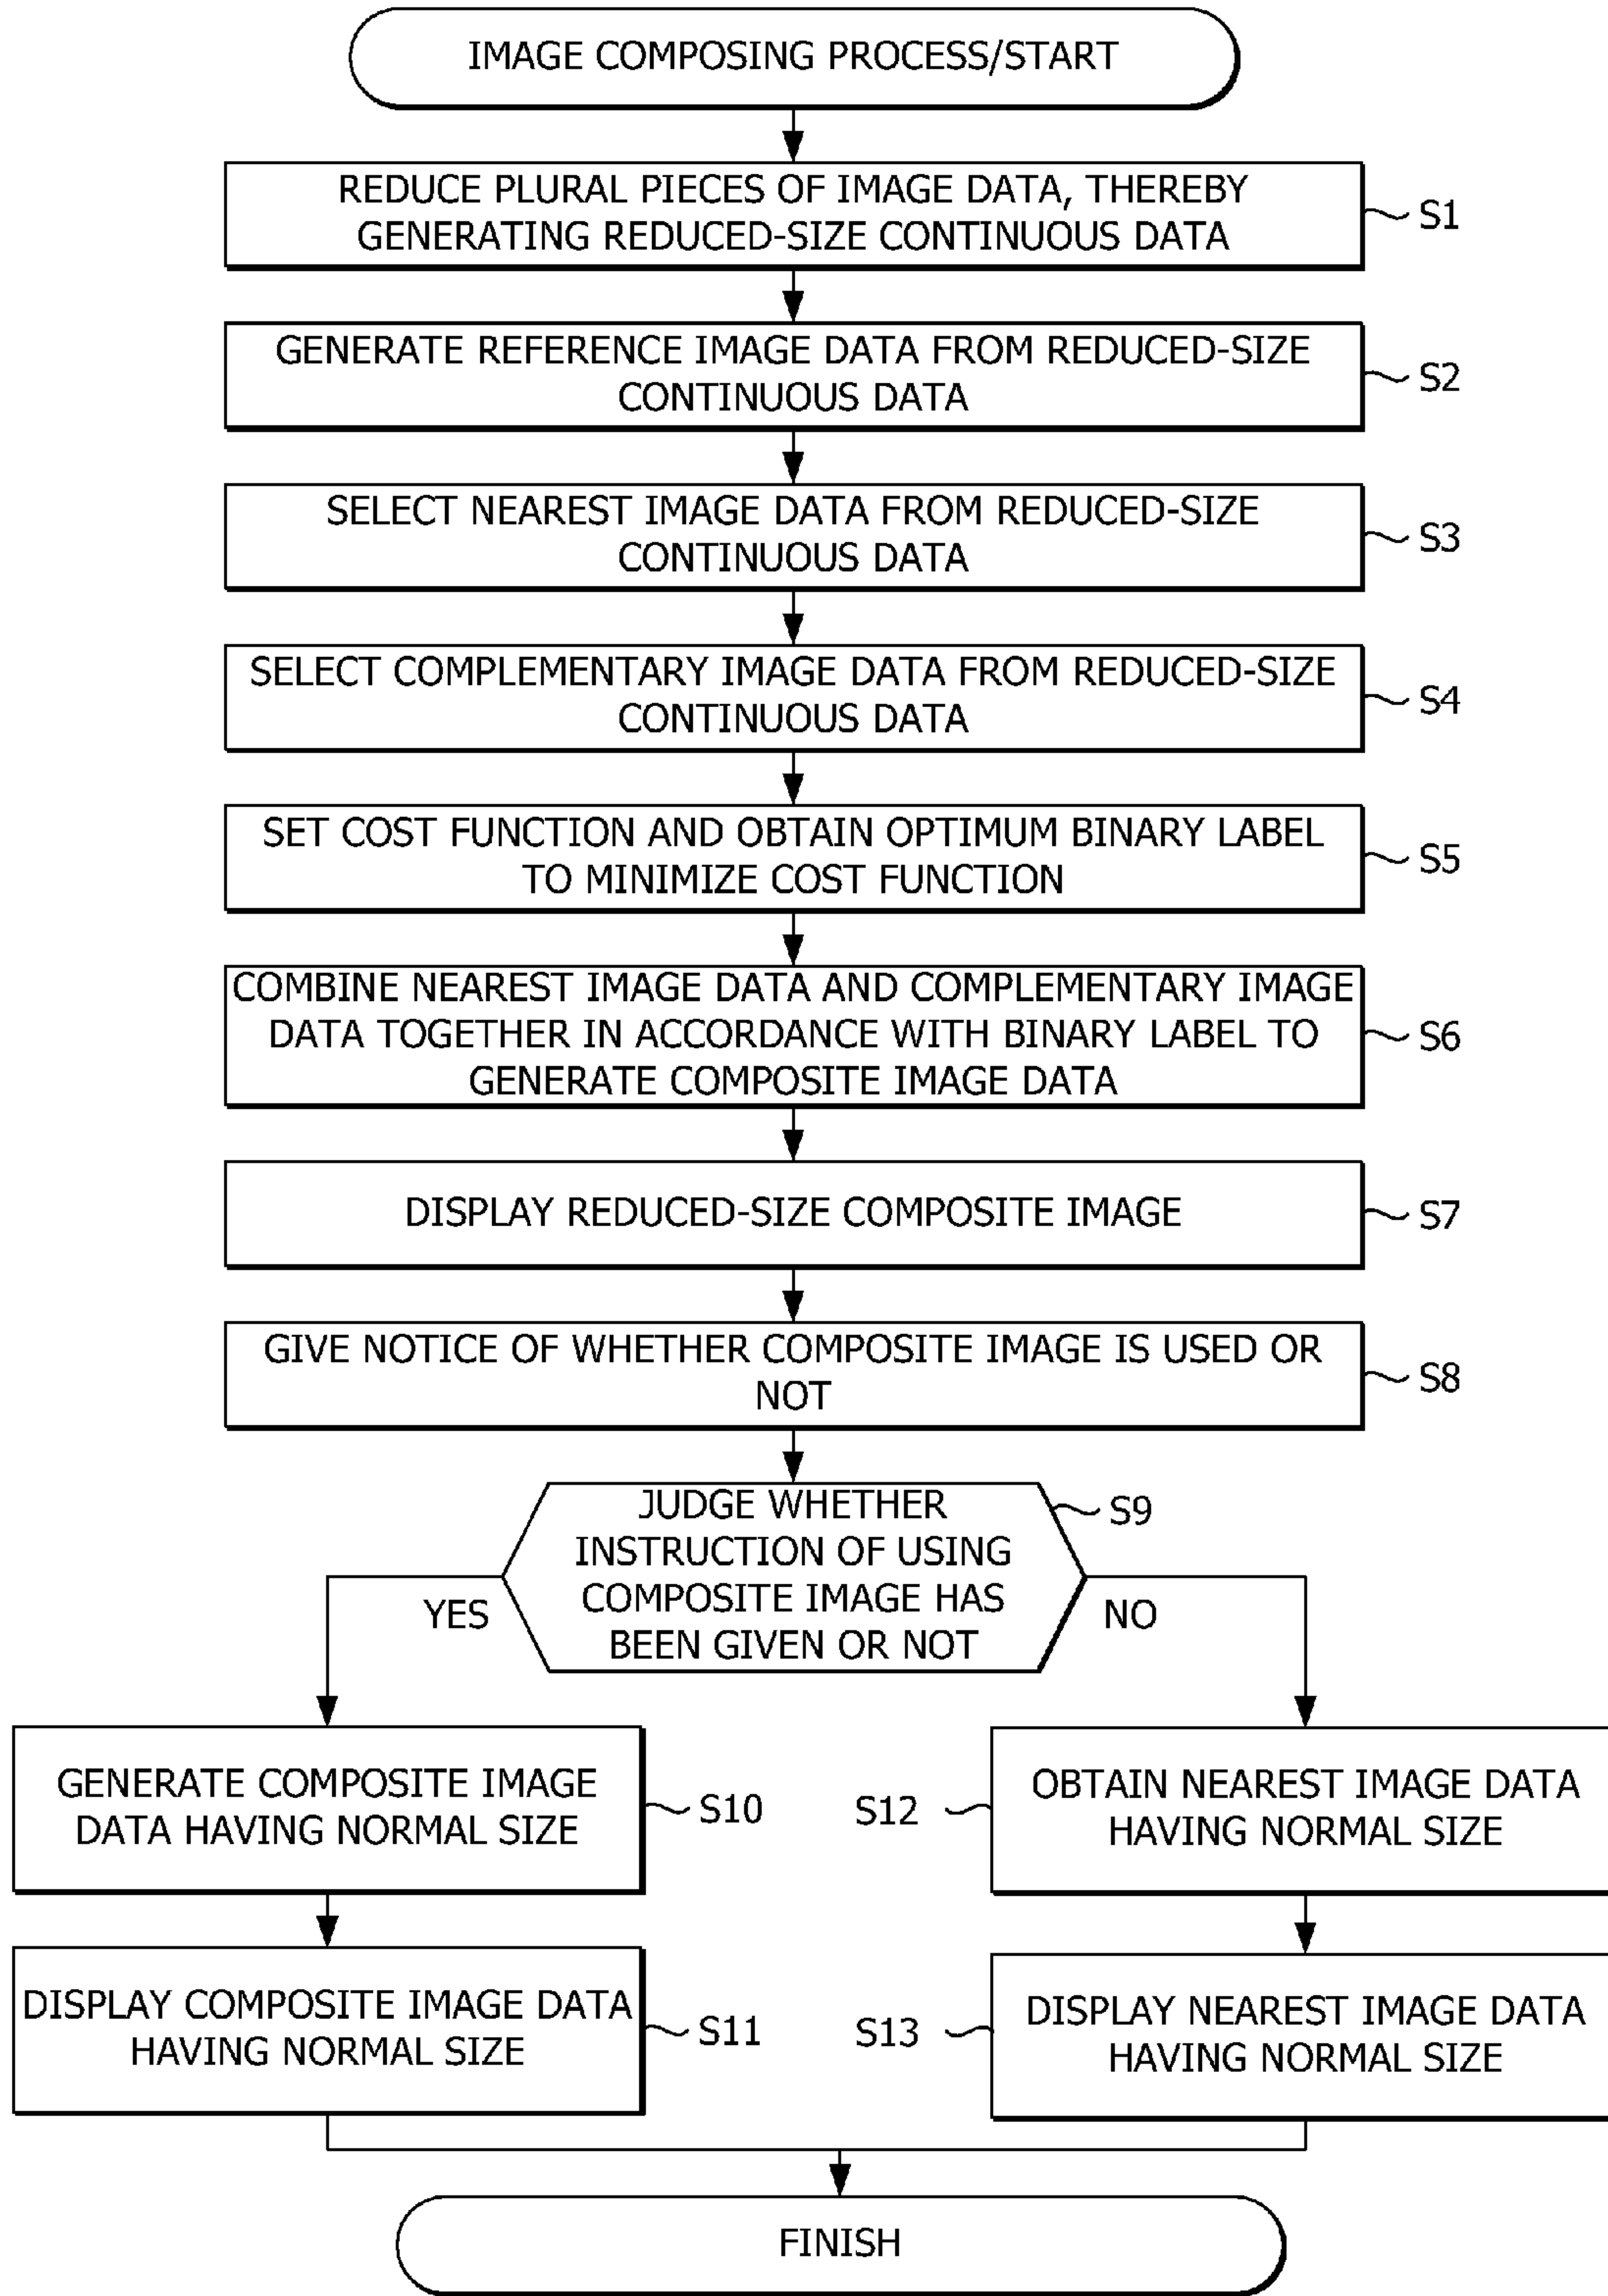 IMAGE COMPOSING PROCESS/START
REDUCE PLURAL PIECES OF IMAGE DATA, THEREBY
GENERATING REDUCED-SIZE CONTINUOUS DATA
S1
GENERATE REFERENCE IMAGE DATA FROM REDUCED-SIZE
CONTINUOUS DATA
S2
SELECT NEAREST IMAGE DATA FROM REDUCED-SIZE
CONTINUOUS DATA
S3
SELECT COMPLEMENTARY IMAGE DATA FROM REDUCED-SIZE
CONTINUOUS DATA
S4
SET COST FUNCTION AND OBTAIN OPTIMUM BINARY LABEL
TO MINIMIZE COST FUNCTION
S5
COMBINE NEAREST IMAGE DATA AND COMPLEMENTARY IMAGE
DATA TOGETHER IN ACCORDANCE WITH BINARY LABEL TO
GENERATE COMPOSITE IMAGE DATA
S6
DISPLAY REDUCED-SIZE COMPOSITE IMAGE
S7
GIVE NOTICE OF WHETHER COMPOSITE IMAGE IS USED OR
NOT
S8
JUDGE WHETHER
INSTRUCTION OF USING
COMPOSITE IMAGE HAS
BEEN GIVEN OR NOT
S9
YES
NO
GENERATE COMPOSITE IMAGE
DATA HAVING NORMAL SIZE
S10
S12
OBTAIN NEAREST IMAGE DATA
HAVING NORMAL SIZE
DISPLAY COMPOSITE IMAGE DATA
HAVING NORMAL SIZE
S11
S13
DISPLAY NEAREST IMAGE DATA
HAVING NORMAL SIZE
FINISH